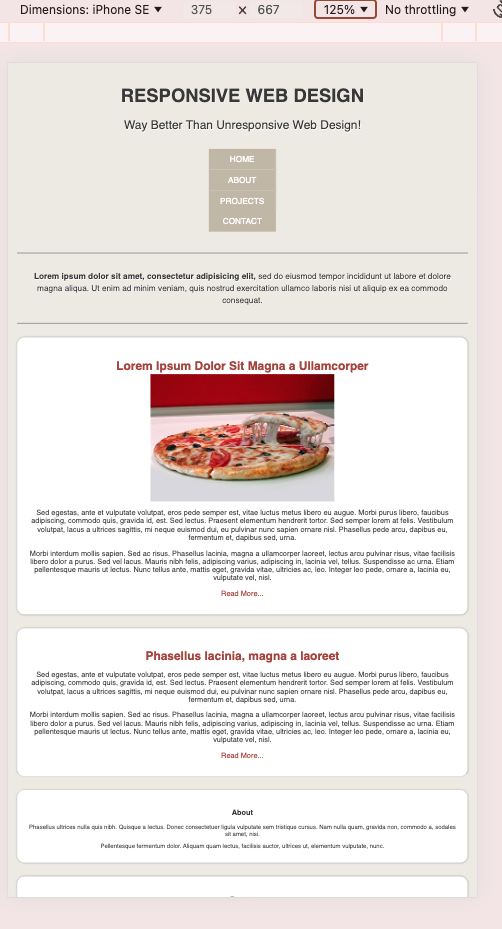 Dimensions: iPhone SE ▼ 375 × 667 125% ▼ No throttling ▼
RESPONSIVE WEB DESIGN
Way Better Than Unresponsive Web Design!
HOME
ABOUT
PROJECTS
CONTACT
Lorem ipsum dolor sit amet, consectetur adipisicing elit, sed do eiusmod tempor incididunt ut labore et dolore
magna aliqua. Ut enim ad minim veniam, quis nostrud exercitation ullamco laboris nisi ut aliquip ex ea commodo
consequat.
Lorem Ipsum Dolor Sit Magna a Ullamcorper
Sed egestas, ante et vulputate volutpat, eros pede semper est, vitae luctus metus libero eu augue. Morbi purus libero, faucibus
adipiscing, commodo quis, gravida id, est. Sed lectus. Praesent elementum hendrerit tortor. Sed semper lorem at felis. Vestibulum
volutpat, lacus a ultrices sagittis, mi neque euismod dui, eu pulvinar nunc sapien ornare nisl. Phasellus pede arcu, dapibus eu,
fermentum et, dapibus sed, urna.
Morbi interdum mollis sapien. Sed ac risus. Phasellus lacinia, magna a ullamcorper laoreet, lectus arcu pulvinar risus, vitae facilisis
libero dolor a purus. Sed vel lacus. Mauris nibh felis, adipiscing varius, adipiscing in, lacinia vel, tellus. Suspendisse ac urna. Etiam
pellentesque mauris ut lectus. Nunc tellus ante, mattis eget, gravida vitae, ultricies ac, leo. Integer leo pede, ornare a, lacinia eu,
vulputate vel, nisl.
Read More...
Phasellus lacinia, magna a laoreet
Sed egestas, ante et vulputate volutpat, eros pede semper est, vitae luctus metus libero eu augue. Morbi purus libero, faucibus
adipiscing, commodo quis, gravida id, est. Sed lectus. Praesent elementum hendrerit tortor. Sed semper lorem at felis. Vestibulum
volutpat, lacus a ultrices sagittis, mi neque euismod dui, eu pulvinar nunc sapien ornare nisl. Phasellus pede arcu, dapibus eu,
fermentum et, dapibus sed, urna.
Morbi interdum mollis sapien. Sed ac risus. Phasellus lacinia, magna a ullamcorper laoreet, lectus arcu pulvinar risus, vitae facilisis
libero dolor a purus. Sed vel lacus. Mauris nibh felis, adipiscing varius, adipiscing in, lacinia vel, tellus. Suspendisse ac urna. Etiam
pellentesque mauris ut lectus. Nunc tellus ante, mattis eget, gravida vitae, ultricies ac, leo. Integer leo pede, ornare a, lacinia eu,
vulputate vel, nisl.
Read More...
About
Phasellus ultrices nulla quis nibh. Quisque a lectus. Donec consectetuer ligula vulputate sem tristique cursus. Nam nulla quam, gravida non, commodo a, sodales
sit amet, nisi.
Pellentesque fermentum dolor. Aliquam quam lectus, facilisis auctor, ultrices ut, elementum vulputate, nunc.